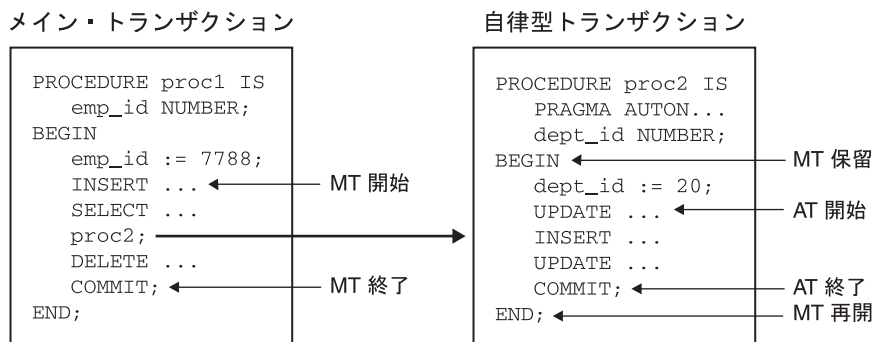 メイン・トランザクション
PROCEDURE proc1 IS
emp_id NUMBER;
BEGIN
emp_id := 7788;
INSERT ...
MT 開始
SELECT ...
proc2;
DELETE ...
COMMIT;
MT 終了
END;
自律型トランザクション
PROCEDURE proc2 IS
PRAGMA AUTON...
dept_id NUMBER;
BEGIN
MT 保留
dept_id := 20;
UPDATE ...
AT 開始
INSERT ...
UPDATE ...
COMMIT;
AT 終了
END;
MT 再開